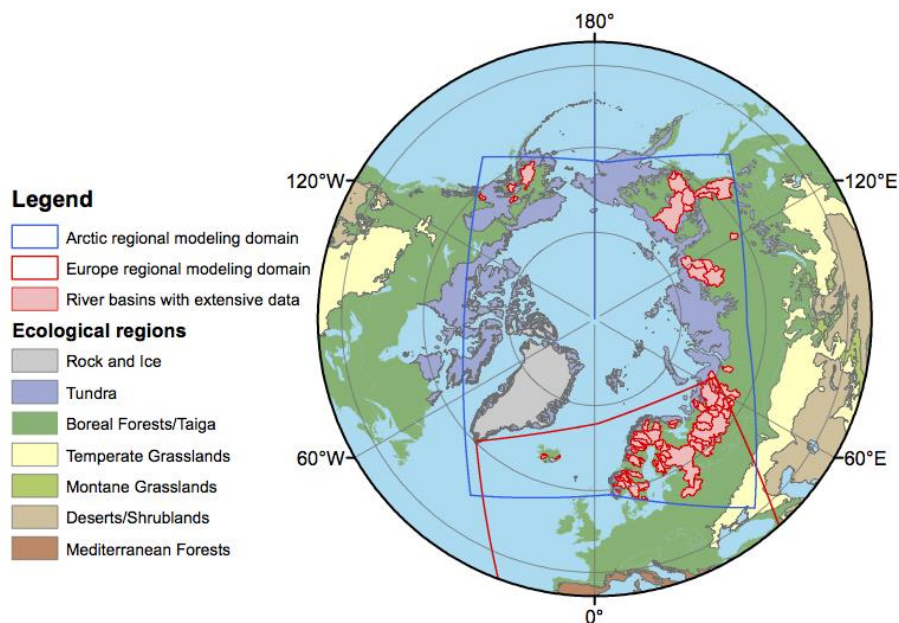 180°
120°W
120°E
Legend
Arctic regional modeling domain
Europe regional modeling domain
River basins with extensive data
Ecological regions
Rock and Ice
Tundra
Boreal Forests/Taiga
Temperate Grasslands
Montane Grasslands
Deserts/Shrublands
Mediterranean Forests
60°W
60°E
0°